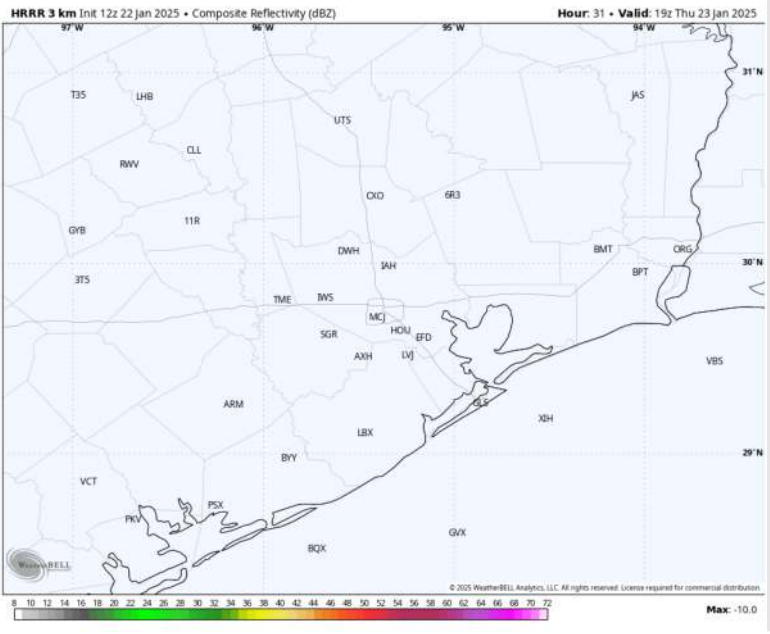 HRRR 3 km Init 12z 22 Jan 2025 • Composite Reflectivity (dBZ) Hour: 31 • Valid: 19z Thu 23 Jan 2025
97°W 96°W 95°W 94°W
31°N
T35 LHB JAS
UTS
CLL
RWV
CXO 6R3
11R
GYB
DWH BMT ORG
30°N
IAH
BPT
3T5
TME IWS
MCJ
SGR HOU EFD
AXH LVJ
VBS
ARM GLS
XIH
LBX
29°N
BYY
VCT
PSX
PKV
GVX
BQX
WeatherBELL
© 2025 WeatherBELL Analytics, LLC. All rights reserved. License required for commercial distribution.
8 10 12 14 16 18 20 22 24 26 28 30 32 34 36 38 40 42 44 46 48 50 52 54 56 58 60 62 64 66 68 70 72
Max: -10.0